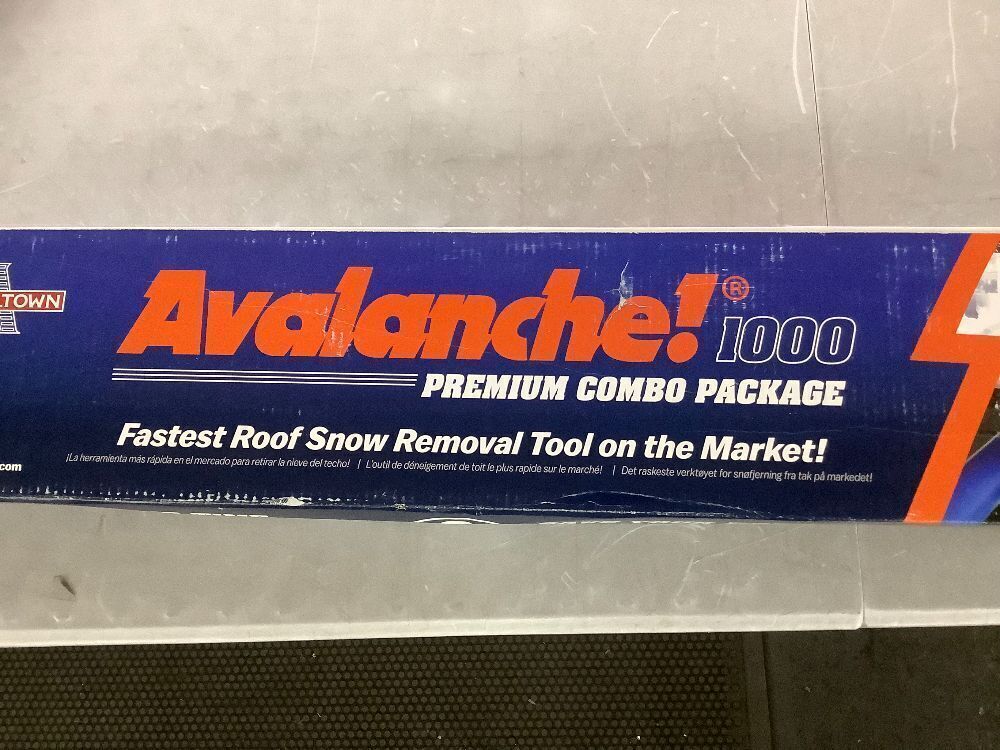 LTOWN
Avalanche!® 1000
PREMIUM COMBO PACKAGE
Fastest Roof Snow Removal Tool on the Market!
.com
¡La herramienta más rápida en el mercado para retirar la nieve del techo! | L'outil de déneigement de toit le plus rapide sur le marché! | Det raskeste verktøyet for snøfjerning fra tak på markedet!